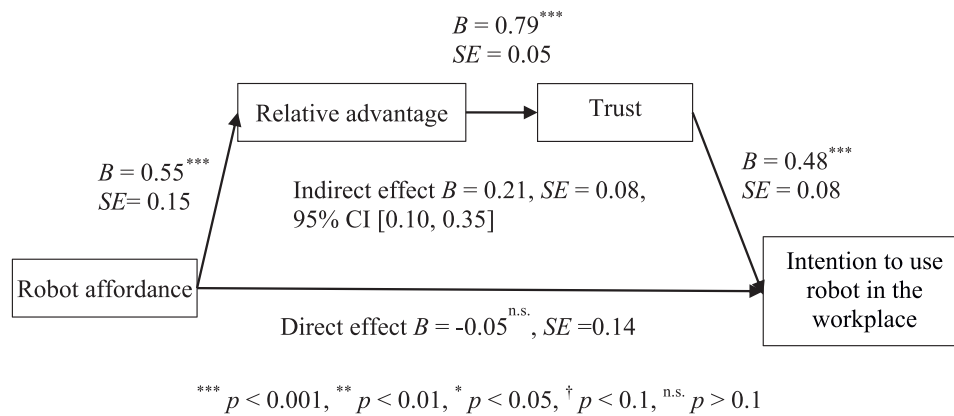 B = 0.79***
SE = 0.05
Relative advantage
Trust
B = 0.55***
SE= 0.15
B = 0.48***
SE = 0.08
Indirect effect B = 0.21, SE = 0.08,
95% CI [0.10, 0.35]
Robot affordance
Intention to use
robot in the
workplace
Direct effect B = -0.05n.s., SE =0.14
*** p < 0.001, ** p < 0.01, * p < 0.05, † p < 0.1, n.s. p > 0.1